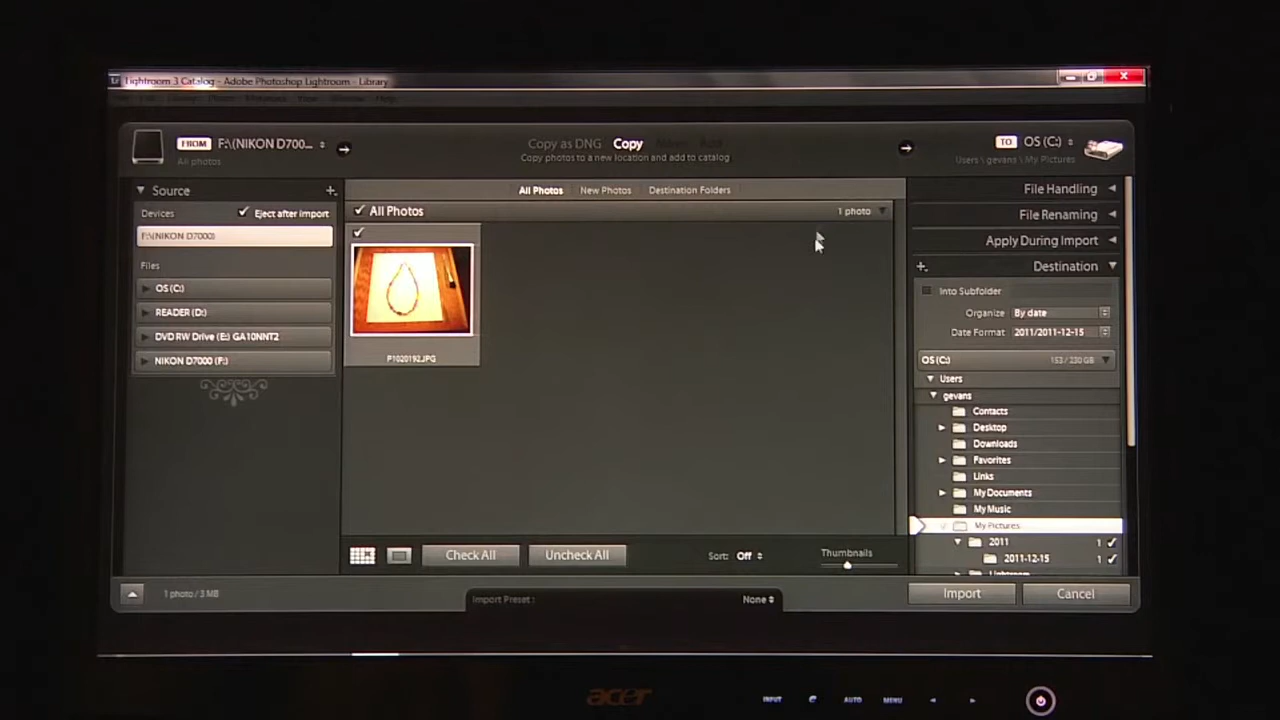 Lightroom 3 Catalog - Adobe Photoshop Lightroom - Library
FROM F:\(NIKON D700...
All photos
Copy as DNG Copy Move Add
Copy photos to a new location and add to catalog
TO OS (C:)
Users \ gevans \ My Pictures
Source +
Devices Eject after import
F:\(NIKON D7000)
Files
OS (C:)
READER (D:)
DVD RW Drive (E:) GA10NNT2
NIKON D7000 (F:)
All Photos New Photos Destination Folders
All Photos 1 photo
P1020192.JPG
Check All Uncheck All Sort: Off Thumbnails
File Handling
File Renaming
Apply During Import
+ Destination
Into Subfolder
Organize By date
Date Format 2011/2011-12-15
OS (C:) 153 / 230 GB
Users
gevans
Contacts
Desktop
Downloads
Favorites
Links
My Documents
My Music
My Pictures
2011 1
2011-12-15 1
Lightroom
1 photo / 3 MB
Import Preset : None
Import Cancel
acer
INPUT e AUTO MENU